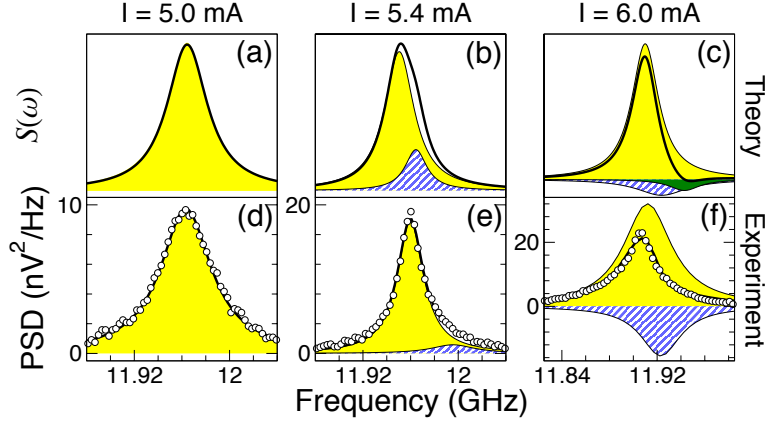 I = 5.0 mA I = 5.4 mA I = 6.0 mA
(a) (b) (c)
S(ω)
Theory
(d) (e) (f)
PSD (nV²/Hz)
Experiment
10
0
20
0
20
0
11.92 12 11.92 12 11.84 11.92
Frequency (GHz)